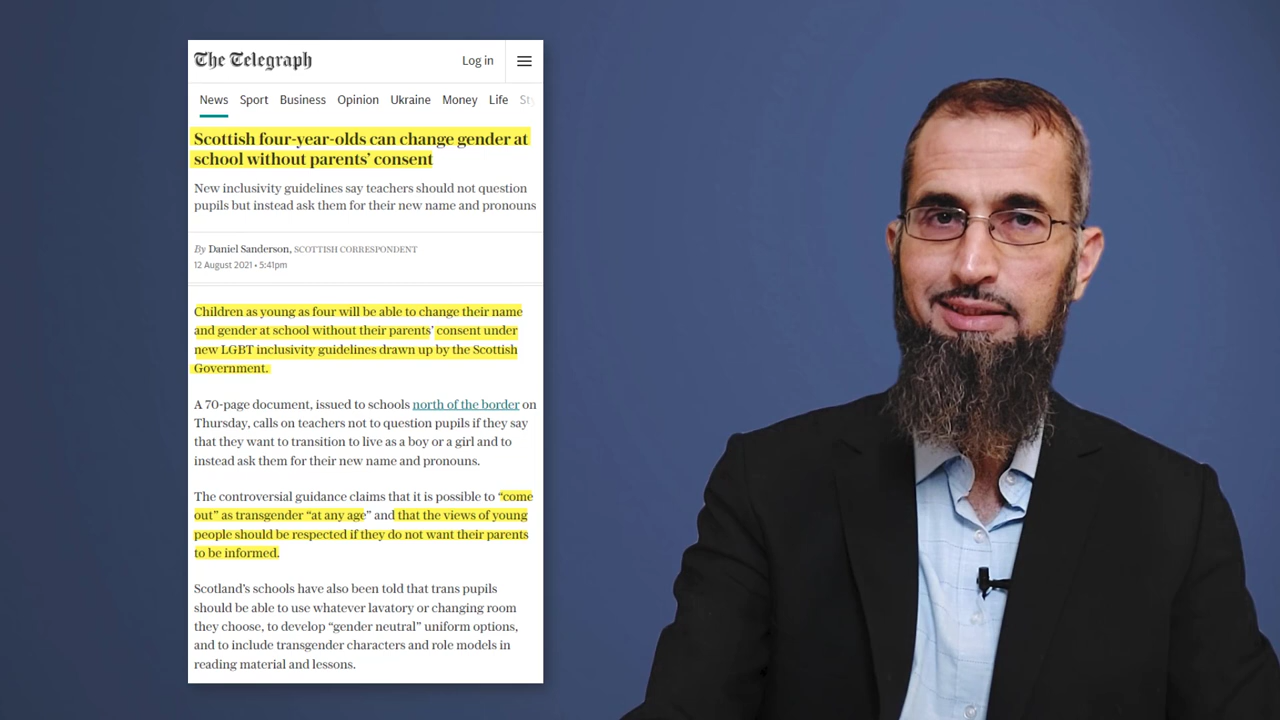 The Telegraph
Log in
News Sport Business Opinion Ukraine Money Life
Scottish four-year-olds can change gender at
school without parents’ consent
New inclusivity guidelines say teachers should not question
pupils but instead ask them for their new name and pronouns
By Daniel Sanderson, SCOTTISH CORRESPONDENT
12 August 2021 • 5:41pm
Children as young as four will be able to change their name
and gender at school without their parents’ consent under
new LGBT inclusivity guidelines drawn up by the Scottish
Government.
A 70-page document, issued to schools north of the border on
Thursday, calls on teachers not to question pupils if they say
that they want to transition to live as a boy or a girl and to
instead ask them for their new name and pronouns.
The controversial guidance claims that it is possible to “come
out” as transgender “at any age” and that the views of young
people should be respected if they do not want their parents
to be informed.
Scotland’s schools have also been told that trans pupils
should be able to use whatever lavatory or changing room
they choose, to develop “gender neutral” uniform options,
and to include transgender characters and role models in
reading material and lessons.